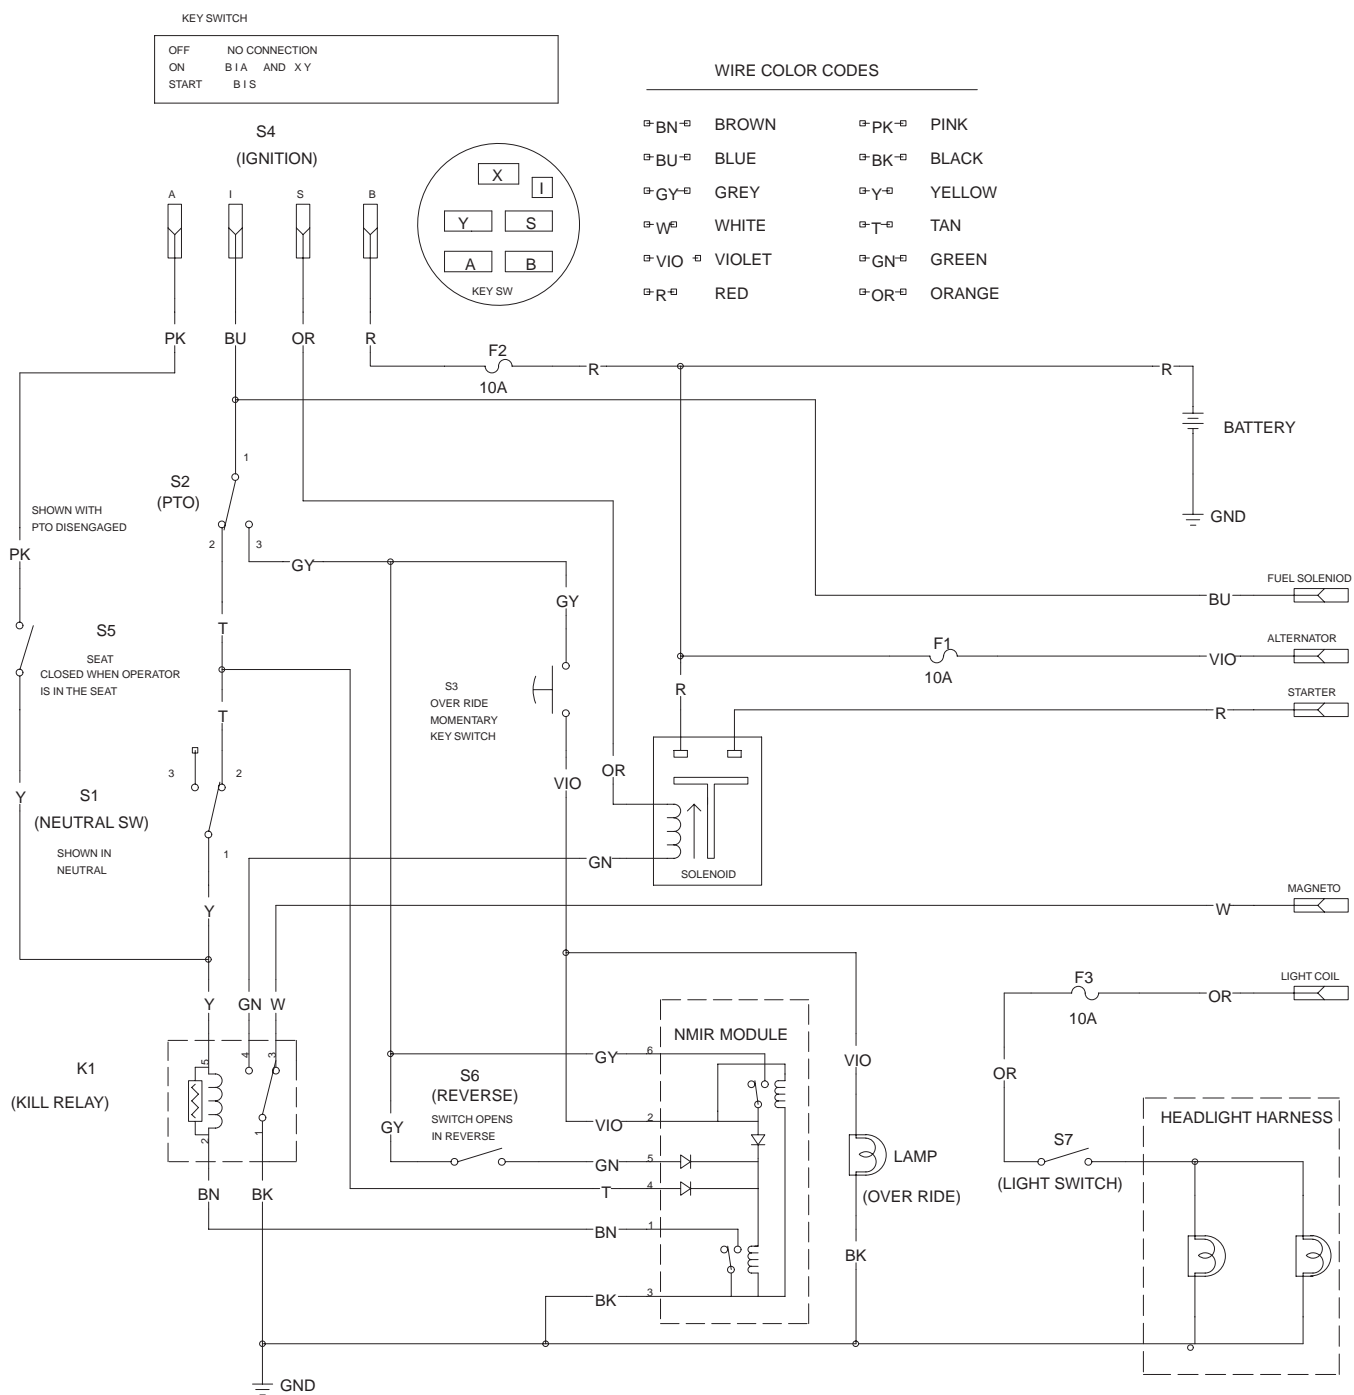 KEY SWITCH
OFF NO CONNECTION
ON B I A AND X Y
START B I S
WIRE COLOR CODES
BN BROWN PK PINK
BU BLUE BK BLACK
GY GREY Y YELLOW
W WHITE T TAN
VIO VIOLET GN GREEN
R RED OR ORANGE
S4
(IGNITION)
A I S B
X
I
Y S
A B
KEY SW
PK BU OR R
F2
10A
R
R
BATTERY
GND
1
S2
(PTO)
2
3
SHOWN WITH
PTO DISENGAGED
PK
GY
GY
BU
FUEL SOLENIOD
T
S5
SEAT
CLOSED WHEN OPERATOR
IS IN THE SEAT
F1
10A
VIO
ALTERNATOR
T
S3
OVER RIDE
MOMENTARY
KEY SWITCH
R
R
STARTER
3
2
Y
S1
(NEUTRAL SW)
SHOWN IN
NEUTRAL
1
VIO
OR
GN
SOLENOID
Y
W
MAGNETO
Y GN W
F3
10A
OR
LIGHT COIL
K1
(KILL RELAY)
5
4
3
2
1
NMIR MODULE
GY 6
S6
(REVERSE)
SWITCH OPENS
IN REVERSE
GY
VIO 2
GN 5
T 4
BN 1
BK 3
BN BK
VIO
LAMP
(OVER RIDE)
BK
OR
S7
(LIGHT SWITCH)
HEADLIGHT HARNESS
GND